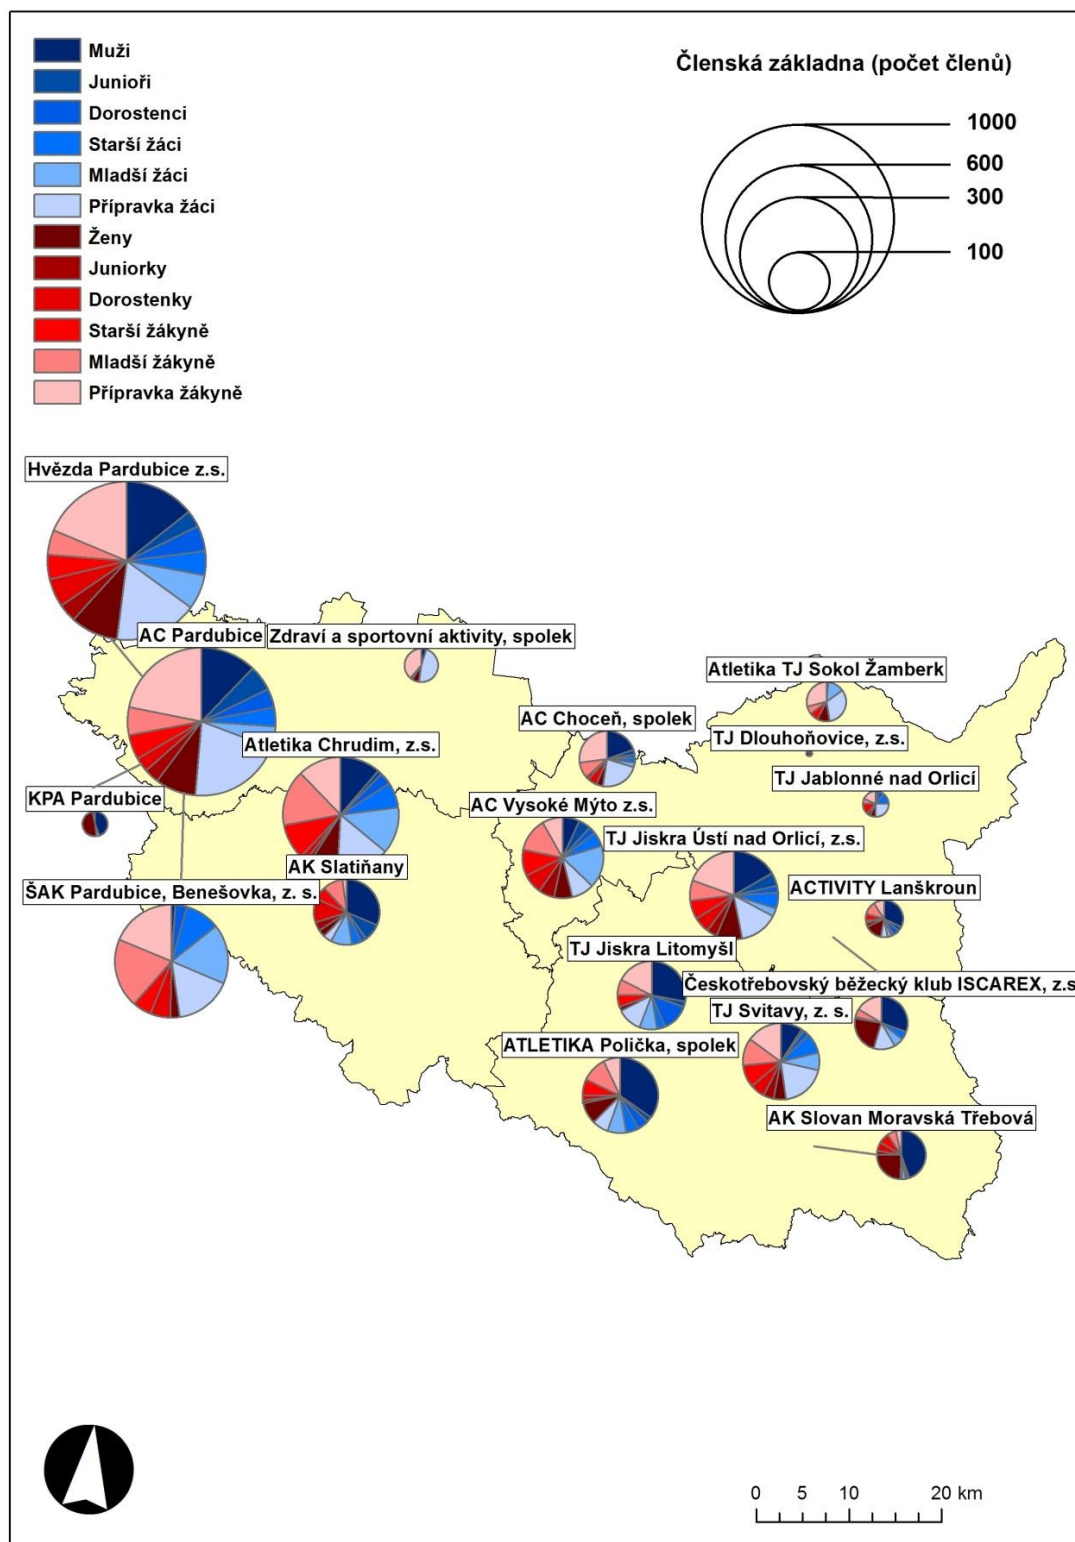 Muži
Junioři
Dorostenci
Starší žáci
Mladší žáci
Přípravka žáci
Ženy
Juniorky
Dorostenky
Starší žákyně
Mladší žákyně
Přípravka žákyně
Členská základna (počet členů)
1000
600
300
100
Hvězda Pardubice z.s.
AC Pardubice
Zdraví a sportovní aktivity, spolek
Atletika TJ Sokol Žamberk
AC Choceň, spolek
TJ Dlouhoňovice, z.s.
Atletika Chrudim, z.s.
TJ Jablonné nad Orlicí
KPA Pardubice
AC Vysoké Mýto z.s.
TJ Jiskra Ústí nad Orlicí, z.s.
AK Slatiňany
ŠAK Pardubice, Benešovka, z. s.
ACTIVITY Lanškroun
TJ Jiskra Litomyšl
Českotřebovský běžecký klub ISCAREX, z.s
TJ Svitavy, z. s.
ATLETIKA Polička, spolek
AK Slovan Moravská Třebová
0 5 10 20 km